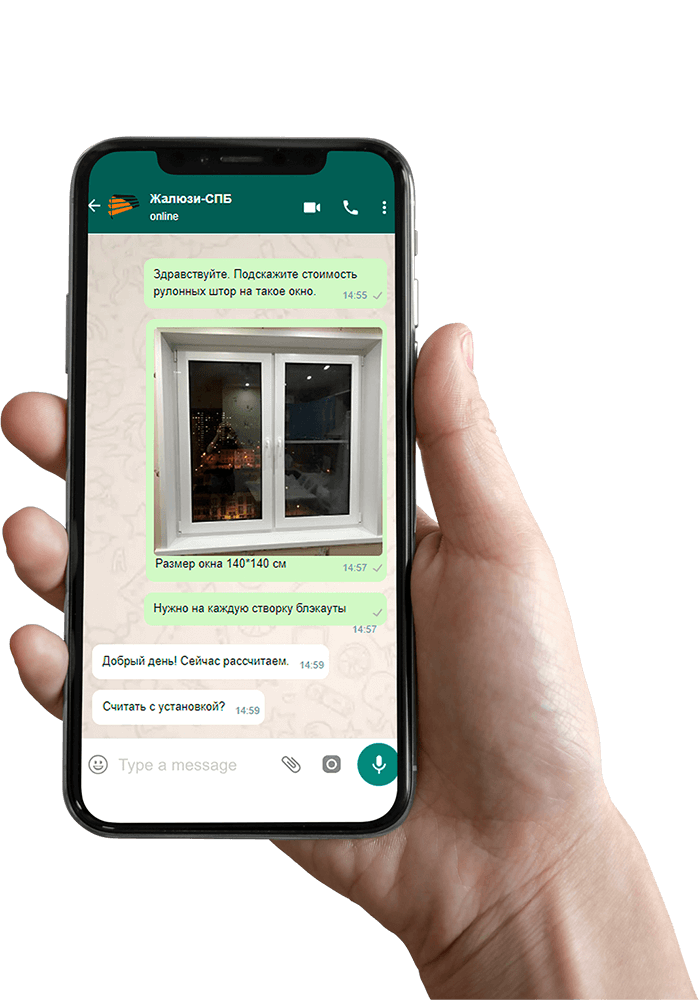 Жалюзи-СПБ
online
Здравствуйте. Подскажите стоимость
рулонных штор на такое окно.
14:55
Размер окна 140*140 см
14:57
Нужно на каждую створку блэкауты
14:57
Добрый день! Сейчас рассчитаем.
14:59
Считать с установкой?
14:59
Type a message